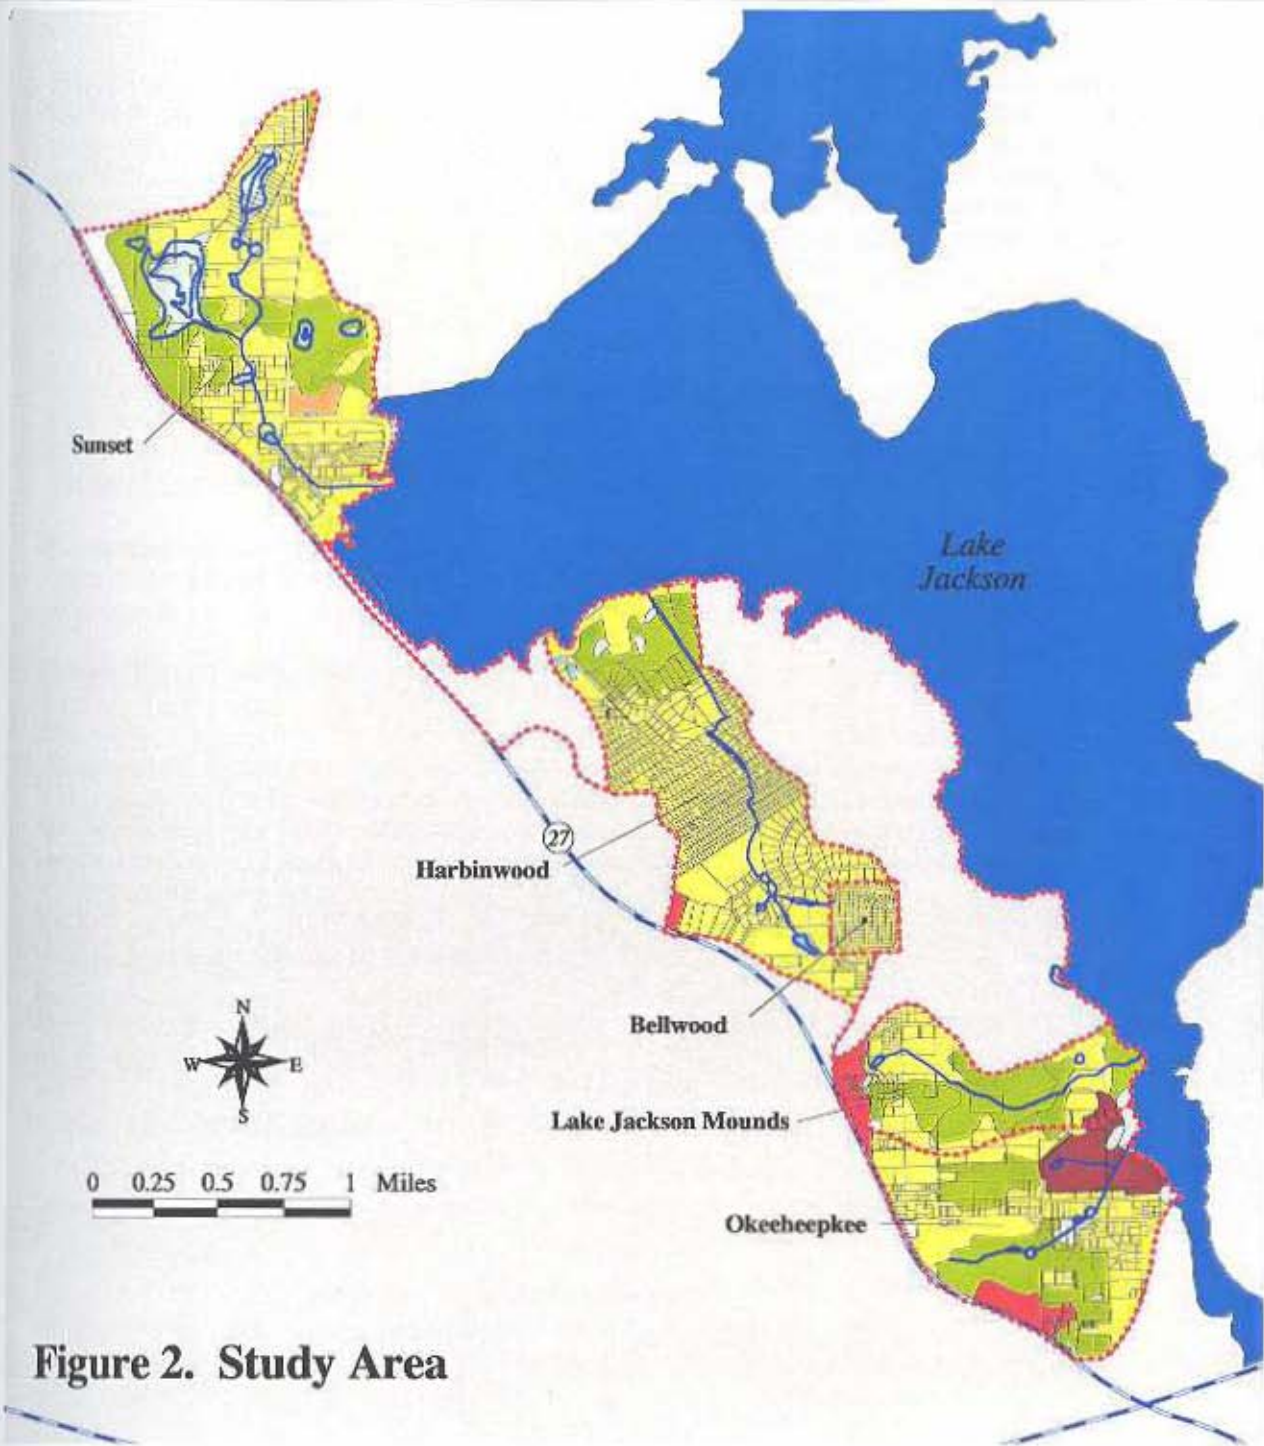 Sunset
Lake
Jackson
27
Harbinwood
Bellwood
N
W E
S
Lake Jackson Mounds
0 0.25 0.5 0.75 1 Miles
Okeeheepkee
Figure 2. Study Area